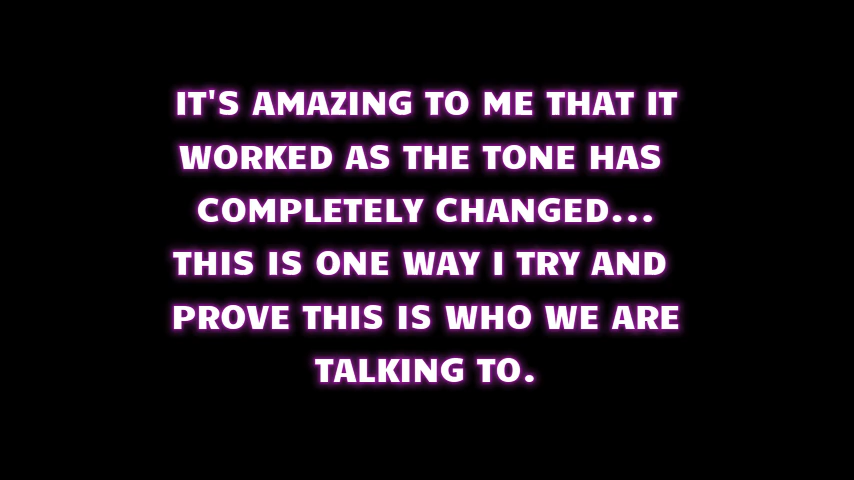 IT'S AMAZING TO ME THAT IT
WORKED AS THE TONE HAS
COMPLETELY CHANGED...
THIS IS ONE WAY I TRY AND
PROVE THIS IS WHO WE ARE
TALKING TO.